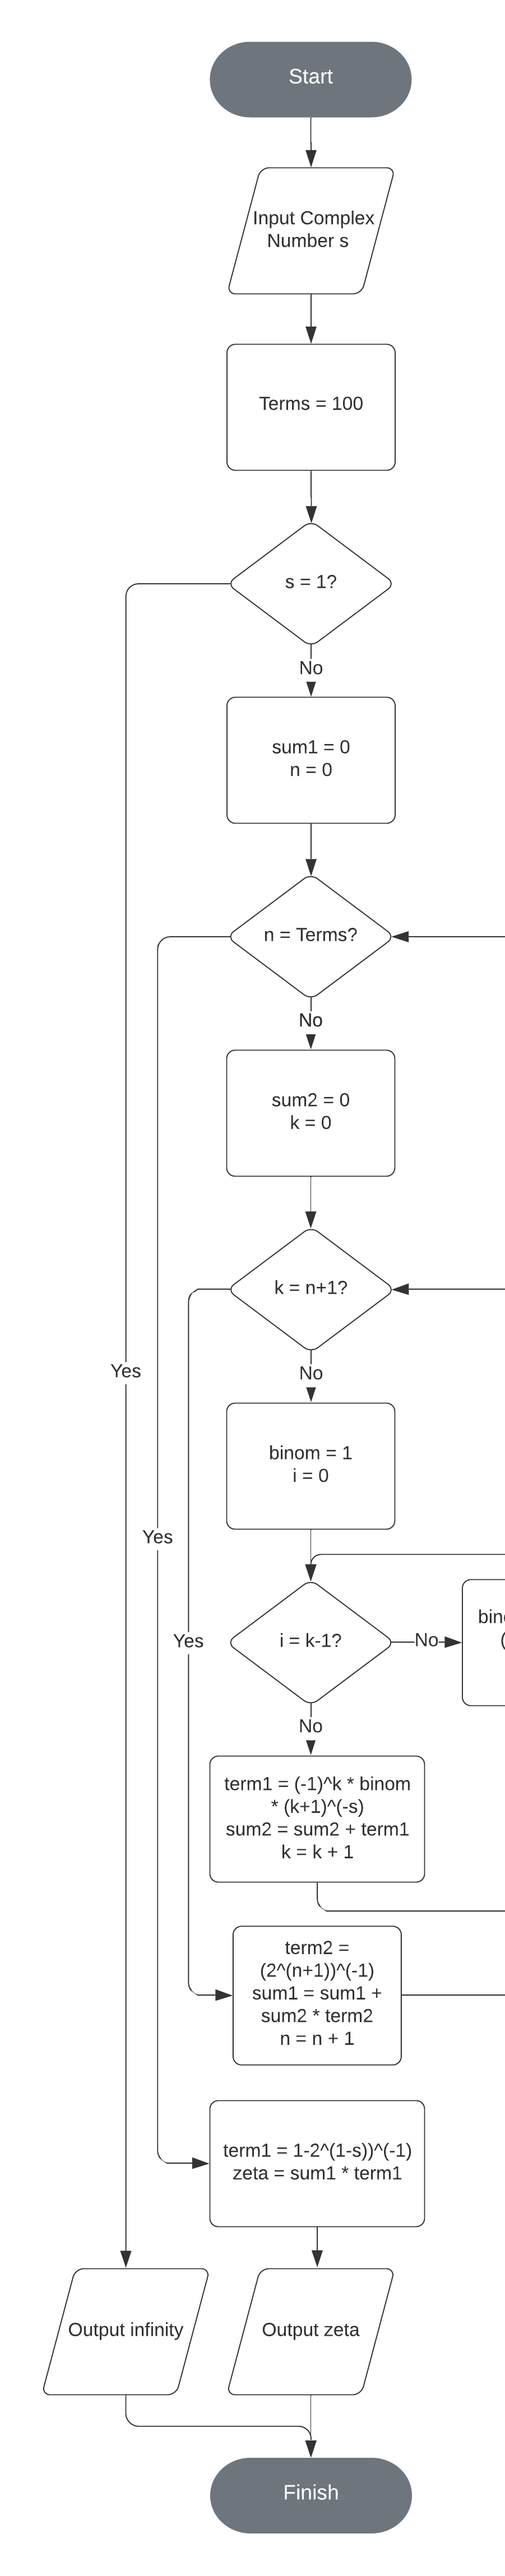 Start
Input Complex
Number s
Terms = 100
s = 1?
No
sum1 = 0
n = 0
n = Terms?
No
sum2 = 0
k = 0
k = n+1?
No
Yes
binom = 1
i = 0
Yes
Yes
i = k-1?
No
No
term1 = (-1)^k * binom
* (k+1)^(-s)
sum2 = sum2 + term1
k = k + 1
term2 =
(2^(n+1))^(-1)
sum1 = sum1 +
sum2 * term2
n = n + 1
term1 = 1-2^(1-s))^(-1)
zeta = sum1 * term1
Output infinity
Output zeta
Finish